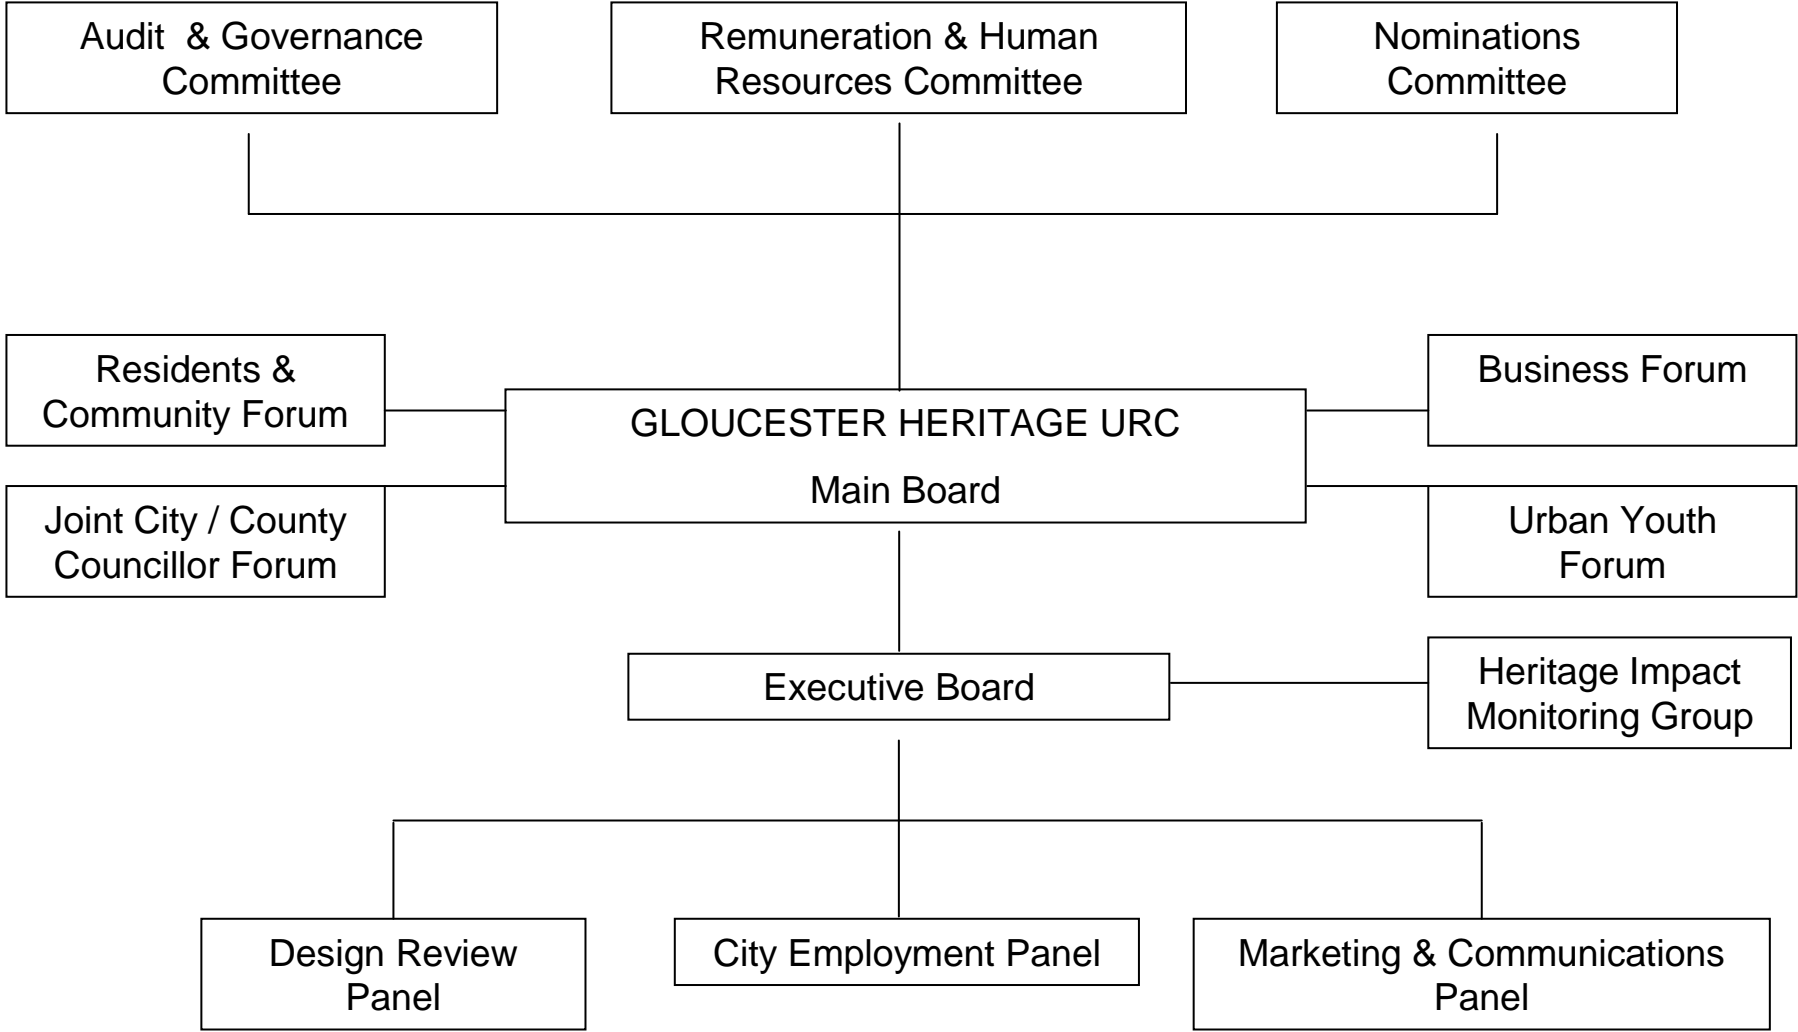 Audit & Governance
Committee
Remuneration & Human
Resources Committee
Nominations
Committee
Residents &
Community Forum
Business Forum
GLOUCESTER HERITAGE URC
Main Board
Joint City / County
Councillor Forum
Urban Youth
Forum
Executive Board
Heritage Impact
Monitoring Group
Design Review
Panel
City Employment Panel
Marketing & Communications
Panel